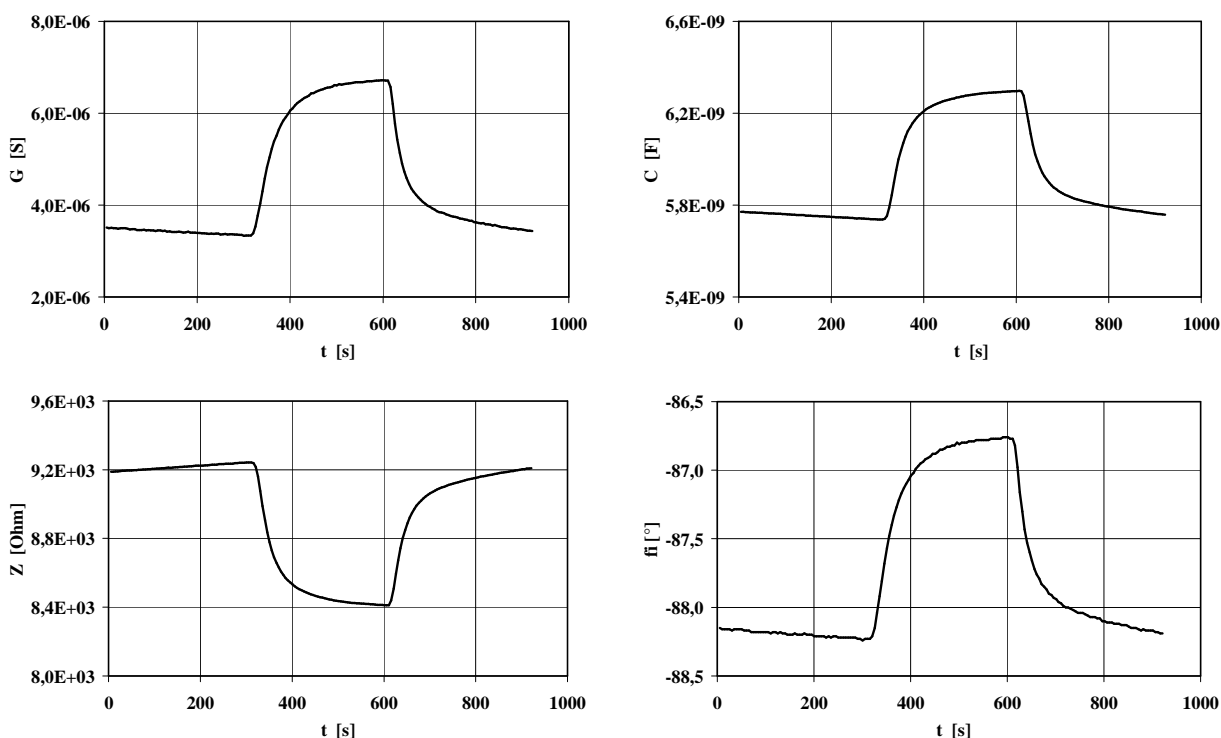 8,0E-06
6,0E-06
4,0E-06
2,0E-06
G [S]
0 200 400 600 800 1000
t [s]
6,6E-09
6,2E-09
5,8E-09
5,4E-09
C [F]
0 200 400 600 800 1000
t [s]
9,6E+03
9,2E+03
8,8E+03
8,4E+03
8,0E+03
Z [Ohm]
0 200 400 600 800 1000
t [s]
-86,5
-87,0
-87,5
-88,0
-88,5
fi [°]
0 200 400 600 800 1000
t [s]